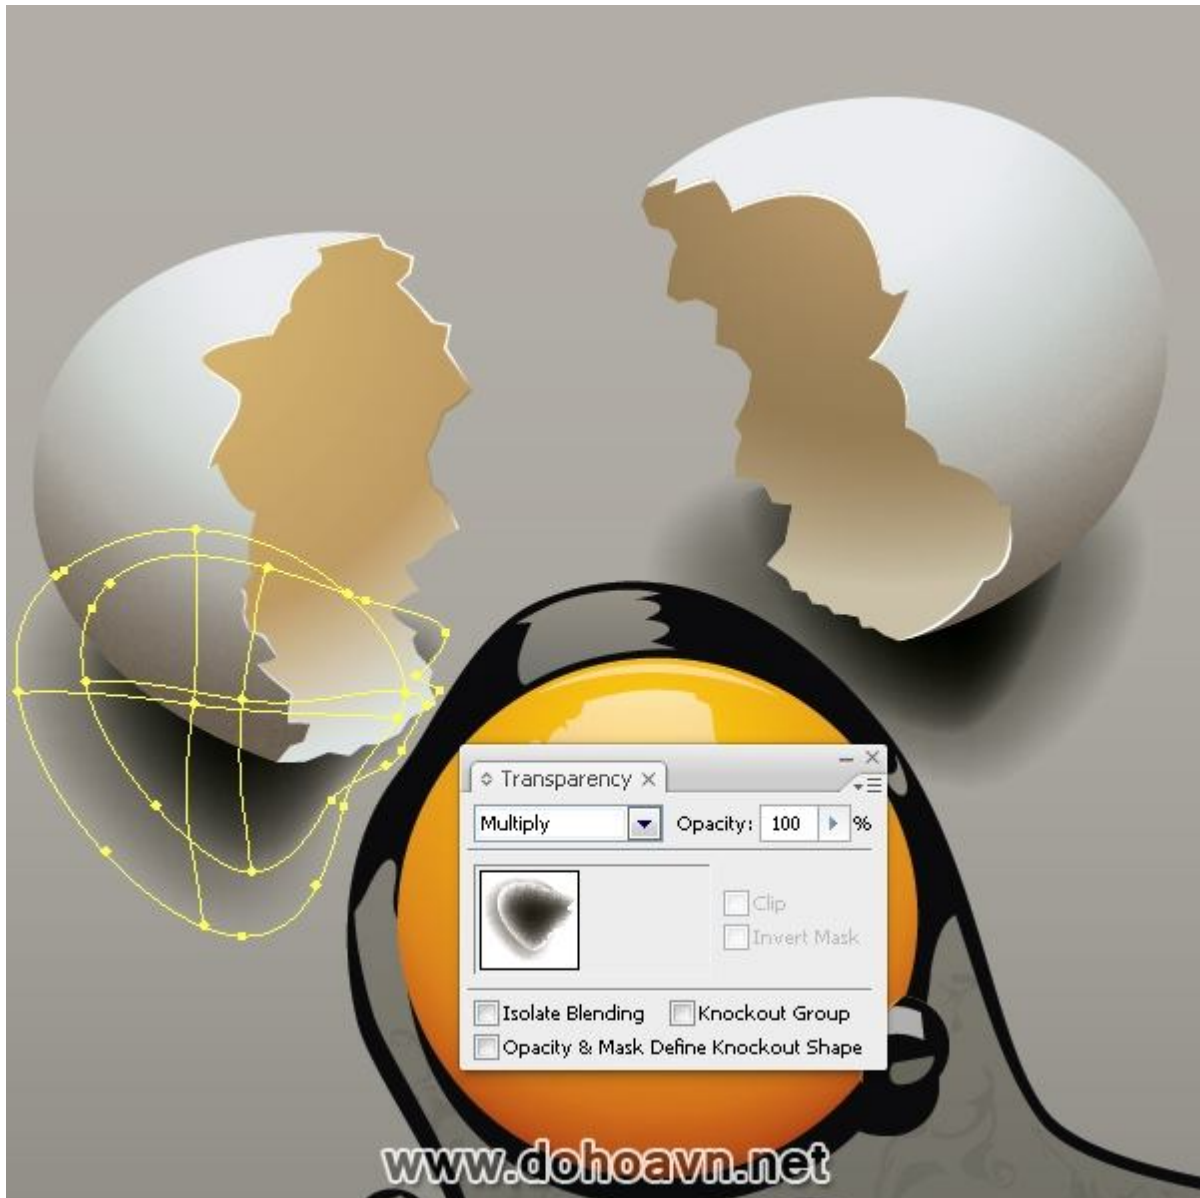 Transparency
Multiply Opacity: 100 %
Clip
Invert Mask
Isolate Blending Knockout Group
Opacity & Mask Define Knockout Shape
www.dohoavn.net